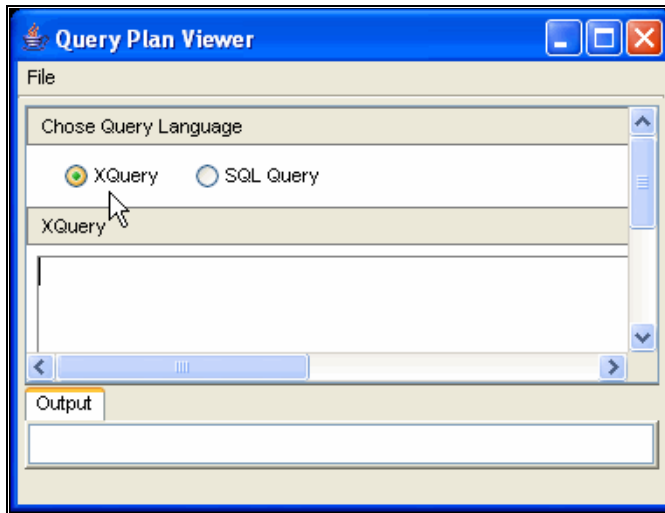 Query Plan Viewer
File
Chose Query Language
XQuery SQL Query
XQuery
Output